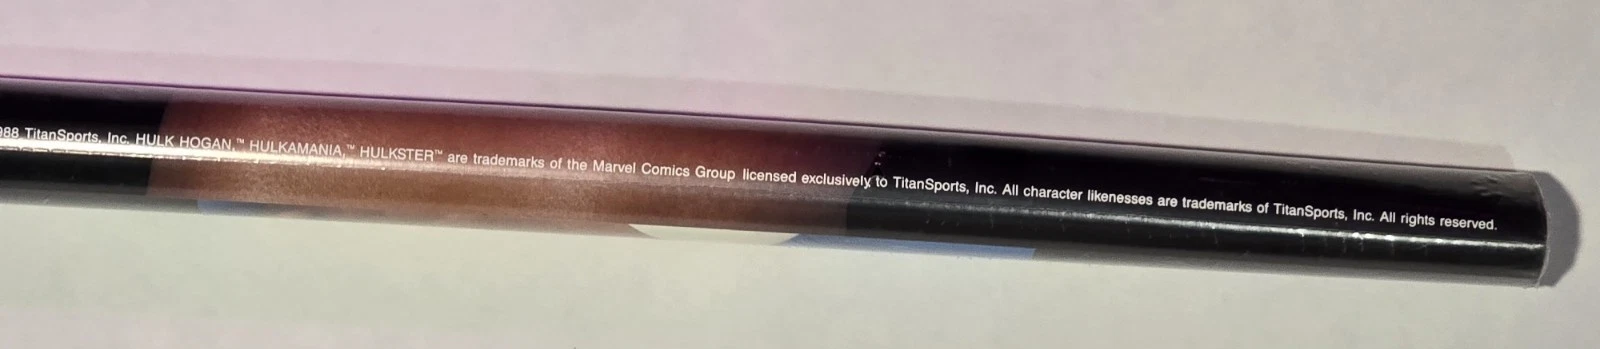 988 TitanSports, Inc. HULK HOGAN,™ HULKAMANIA,™ HULKSTER™ are trademarks of the Marvel Comics Group licensed exclusively to TitanSports, Inc. All character likenesses are trademarks of TitanSports, Inc. All rights reserved.